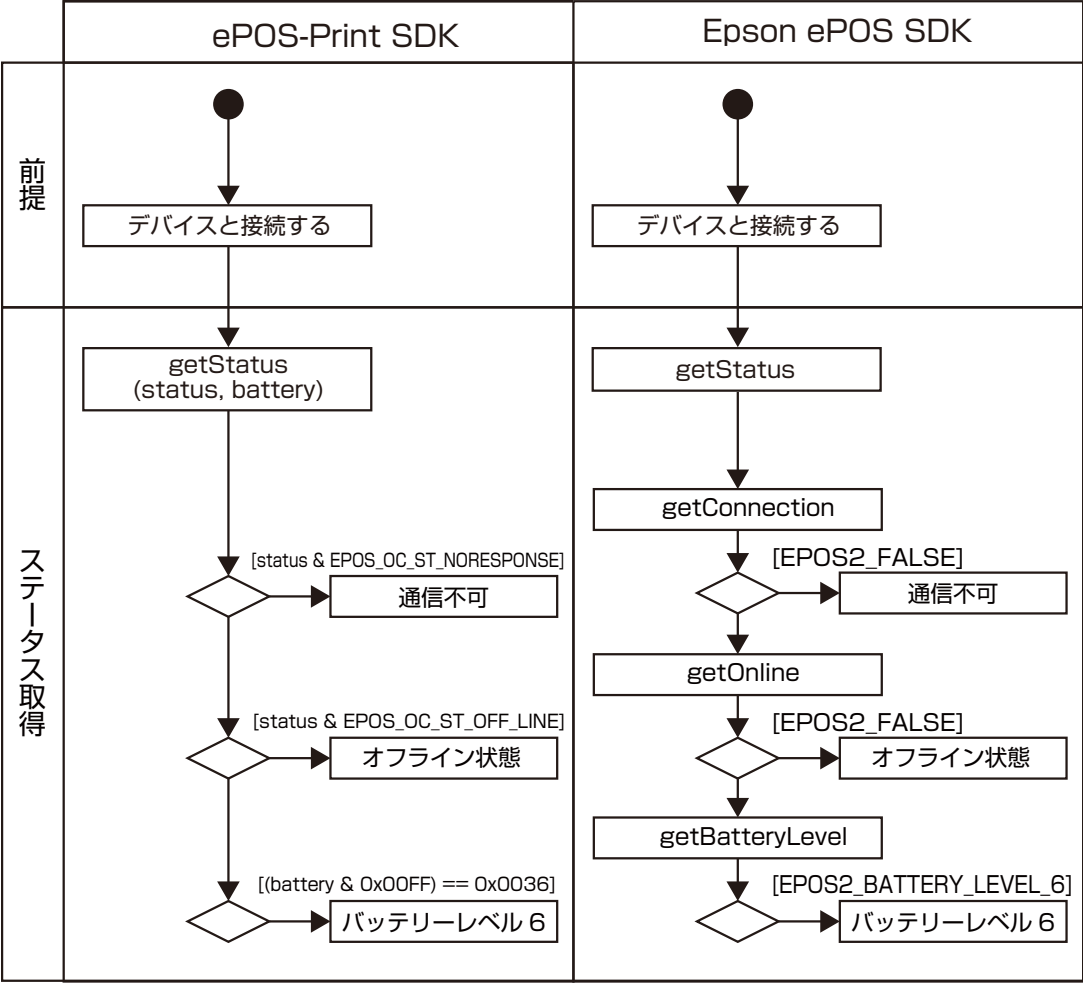 ePOS-Print SDK
Epson ePOS SDK
前提
デバイスと接続する
デバイスと接続する
ステータス取得
getStatus
(status, battery)
getStatus
getConnection
[status & EPOS_OC_ST_NORESPONSE]
通信不可
[EPOS2_FALSE]
通信不可
getOnline
[status & EPOS_OC_ST_OFF_LINE]
オフライン状態
[EPOS2_FALSE]
オフライン状態
getBatteryLevel
[(battery & 0x00FF) == 0x0036]
バッテリーレベル 6
[EPOS2_BATTERY_LEVEL_6]
バッテリーレベル 6